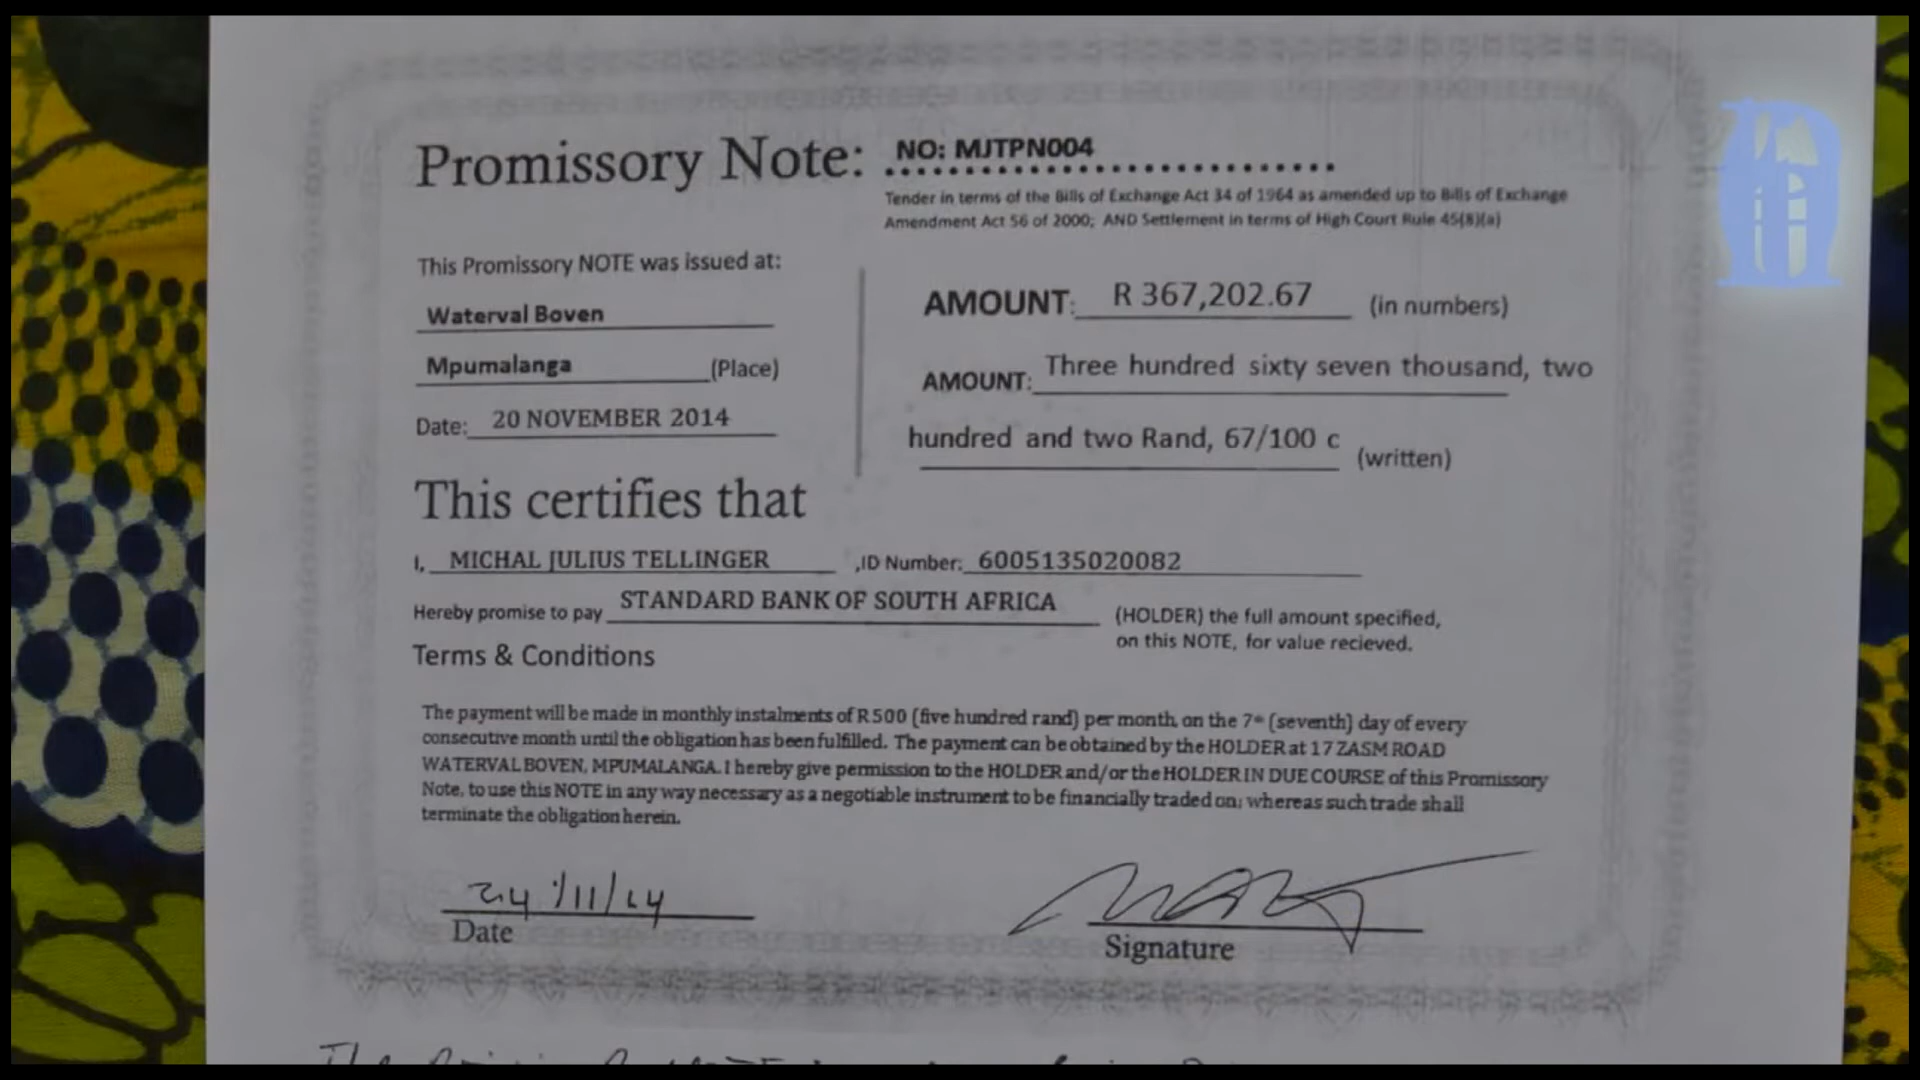 Promissory Note: NO: MJTPN004
Tender in terms of the Bills of Exchange Act 34 of 1964 as amended up to Bills of Exchange
Amendment Act 56 of 2000; AND Settlement in terms of High Court Rule 45(8)(a)
This Promissory NOTE was issued at:
Waterval Boven
Mpumalanga (Place)
Date: 20 NOVEMBER 2014
AMOUNT: R 367,202.67 (in numbers)
AMOUNT: Three hundred sixty seven thousand, two
hundred and two Rand, 67/100 c (written)
This certifies that
I, MICHAL JULIUS TELLINGER ,ID Number: 6005135020082
Hereby promise to pay STANDARD BANK OF SOUTH AFRICA (HOLDER) the full amount specified,
on this NOTE, for value recieved.
Terms & Conditions
The payment will be made in monthly instalments of R500 (five hundred rand) per month on the 7th (seventh) day of every
consecutive month until the obligation has been fulfilled. The payment can be obtained by the HOLDER at 17 ZASM ROAD
WATERVAL BOVEN, MPUMALANGA. I hereby give permission to the HOLDER and/or the HOLDER IN DUE COURSE of this Promissory
Note, to use this NOTE in any way necessary as a negotiable instrument to be financially traded on; whereas such trade shall
terminate the obligation herein.
24/11/14
Date
Signature